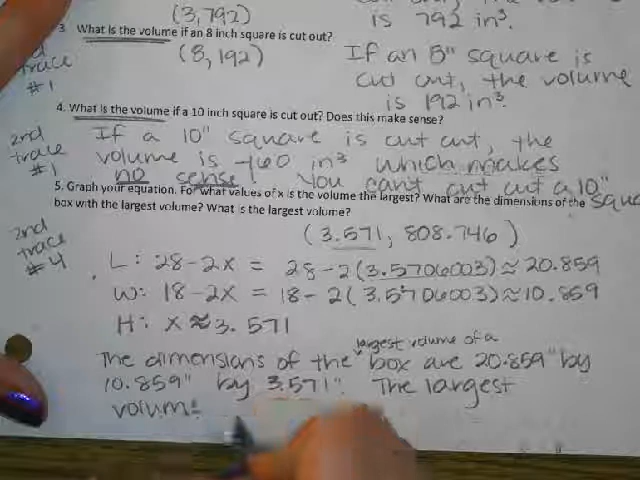 (3,792)
is 792 in³.
3 What is the volume if an 8 inch square is cut out?
2nd trace #1
(8,192)
If an 8" square is
cut out, the volume
is 192 in³.
4. What is the volume if a 10 inch square is cut out? Does this make sense?
2nd trace #1
If a 10" square is cut out, the
volume is -160 in³ which makes
no sense! You can't cut out a 10"
square
5. Graph your equation. For what values of x is the volume the largest? What are the dimensions of the
box with the largest volume? What is the largest volume?
2nd trace #4
(3.571, 808.746)
L: 28-2x = 28-2(3.5706003) ≈ 20.859
W: 18-2x = 18-2(3.5706003) ≈ 10.859
H: x ≈ 3.571
largest volume of a
The dimensions of the box are 20.859" by
10.859" by 3.571". The largest
volume